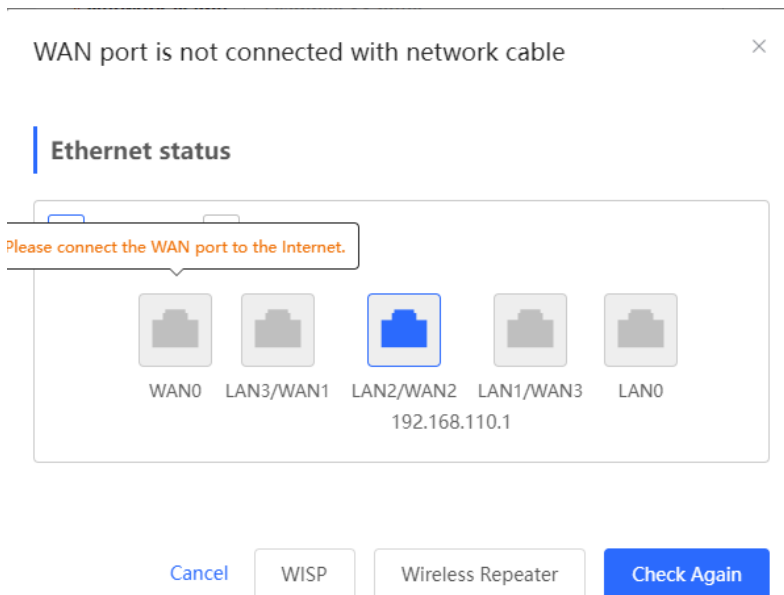 WAN port is not connected with network cable
Ethernet status
Please connect the WAN port to the Internet.
WAN0 LAN3/WAN1 LAN2/WAN2 LAN1/WAN3 LAN0
192.168.110.1
Cancel WISP Wireless Repeater Check Again